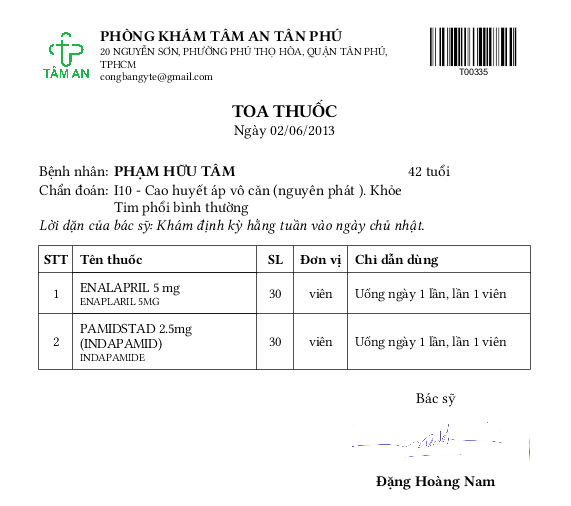 TÂM AN
PHÒNG KHÁM TÂM AN TÂN PHÚ
20 NGUYỄN SƠN, PHƯỜNG PHÚ THỌ HÒA, QUẬN TÂN PHÚ,
TPHCM
congbangyte@gmail.com
T00335
TOA THUỐC
Ngày 02/06/2013
Bệnh nhân: PHẠM HỮU TÂM 42 tuổi
Chẩn đoán: I10 - Cao huyết áp vô căn (nguyên phát ). Khỏe
Tim phổi bình thường
Lời dặn của bác sỹ: Khám định kỳ hằng tuần vào ngày chủ nhật.
STT Tên thuốc SL Đơn vị Chỉ dẫn dùng
1 ENALAPRIL 5 mg 30 viên Uống ngày 1 lần, lần 1 viên
ENAPLARIL 5MG
2 PAMIDSTAD 2.5mg 30 viên Uống ngày 1 lần, lần 1 viên
(INDAPAMID)
INDAPAMIDE
Bác sỹ
Đặng Hoàng Nam